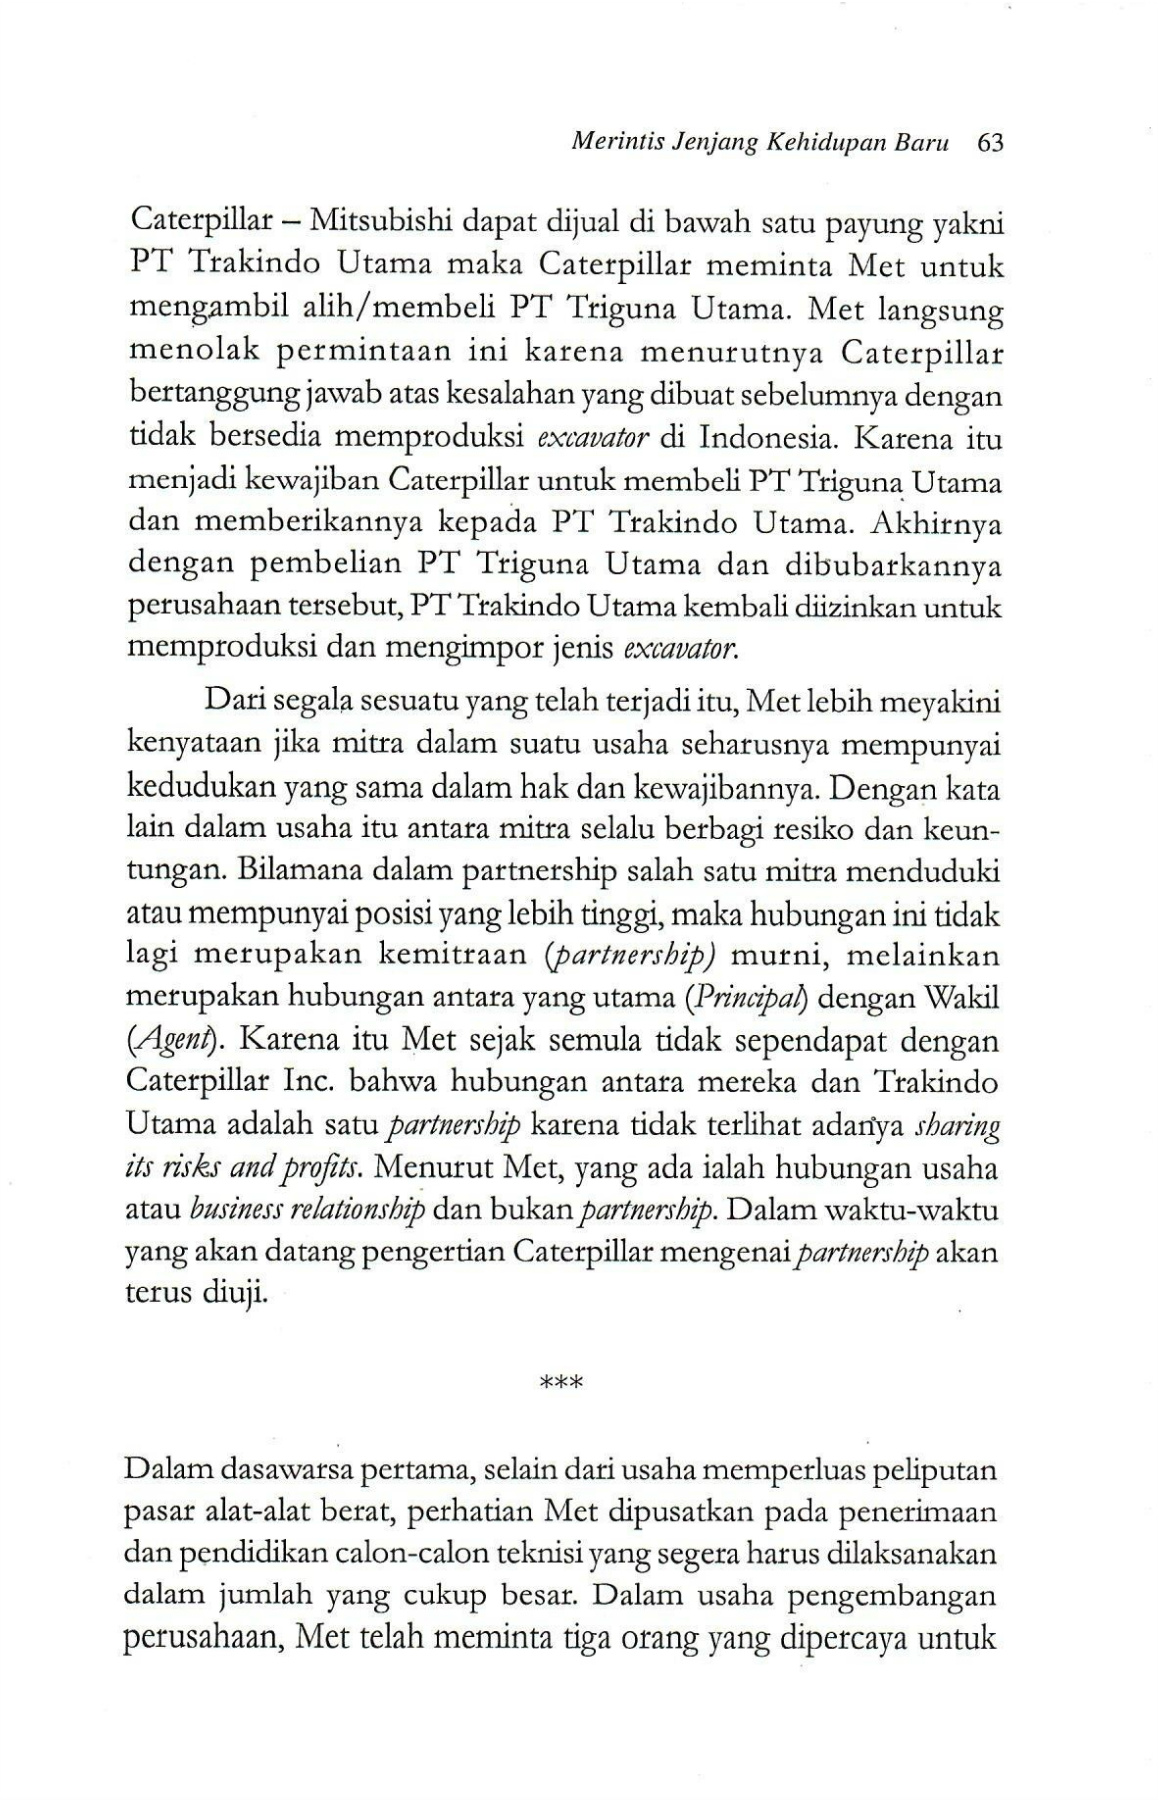 Merintis Jenjang Kehidupan Baru 63
Caterpillar – Mitsubishi dapat dijual di bawah satu payung yakni
PT Trakindo Utama maka Caterpillar meminta Met untuk
mengambil alih/membeli PT Triguna Utama. Met langsung
menolak permintaan ini karena menurutnya Caterpillar
bertanggung jawab atas kesalahan yang dibuat sebelumnya dengan
tidak bersedia memproduksi excavator di Indonesia. Karena itu
menjadi kewajiban Caterpillar untuk membeli PT Triguna Utama
dan memberikannya kepada PT Trakindo Utama. Akhirnya
dengan pembelian PT Triguna Utama dan dibubarkannya
perusahaan tersebut, PT Trakindo Utama kembali diizinkan untuk
memproduksi dan mengimpor jenis excavator.
Dari segala sesuatu yang telah terjadi itu, Met lebih meyakini
kenyataan jika mitra dalam suatu usaha seharusnya mempunyai
kedudukan yang sama dalam hak dan kewajibannya. Dengan kata
lain dalam usaha itu antara mitra selalu berbagi resiko dan keun-
tungan. Bilamana dalam partnership salah satu mitra menduduki
atau mempunyai posisi yang lebih tinggi, maka hubungan ini tidak
lagi merupakan kemitraan (partnership) murni, melainkan
merupakan hubungan antara yang utama (Principal) dengan Wakil
(Agent). Karena itu Met sejak semula tidak sependapat dengan
Caterpillar Inc. bahwa hubungan antara mereka dan Trakindo
Utama adalah satu partnership karena tidak terlihat adanya sharing
its risks and profits. Menurut Met, yang ada ialah hubungan usaha
atau business relationship dan bukan partnership. Dalam waktu-waktu
yang akan datang pengertian Caterpillar mengenai partnership akan
terus diuji.
***
Dalam dasawarsa pertama, selain dari usaha memperluas peliputan
pasar alat-alat berat, perhatian Met dipusatkan pada penerimaan
dan pendidikan calon-calon teknisi yang segera harus dilaksanakan
dalam jumlah yang cukup besar. Dalam usaha pengembangan
perusahaan, Met telah meminta tiga orang yang dipercaya untuk